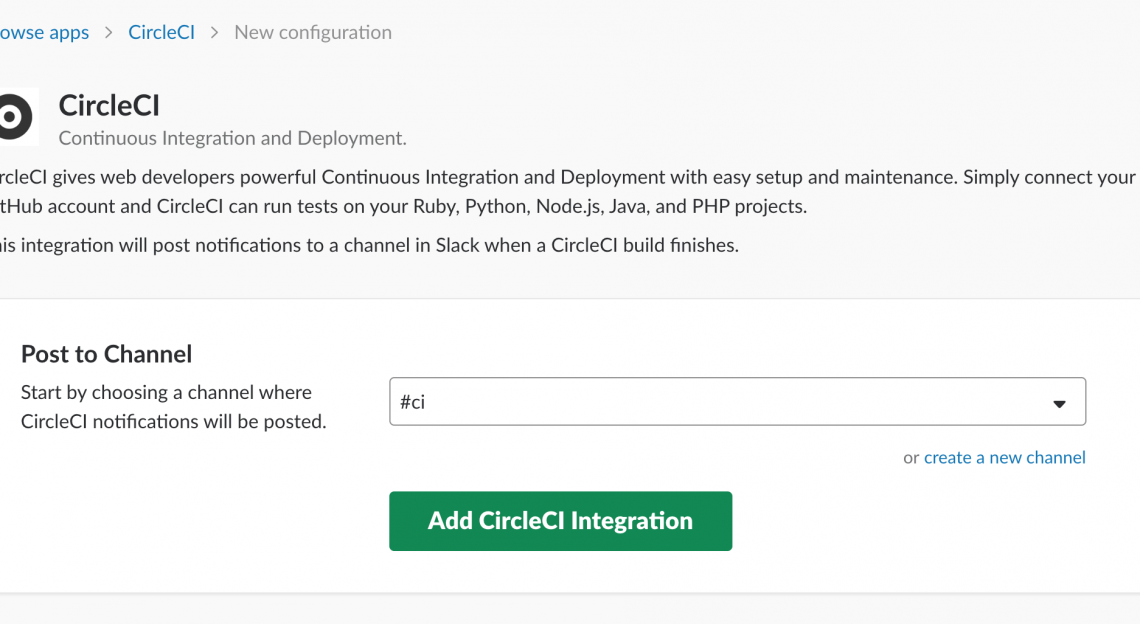 owse apps > CircleCI > New configuration
CircleCI
Continuous Integration and Deployment.
rcleCI gives web developers powerful Continuous Integration and Deployment with easy setup and maintenance. Simply connect your
tHub account and CircleCI can run tests on your Ruby, Python, Node.js, Java, and PHP projects.
is integration will post notifications to a channel in Slack when a CircleCI build finishes.
Post to Channel
Start by choosing a channel where
CircleCI notifications will be posted.
#ci
or create a new channel
Add CircleCI Integration